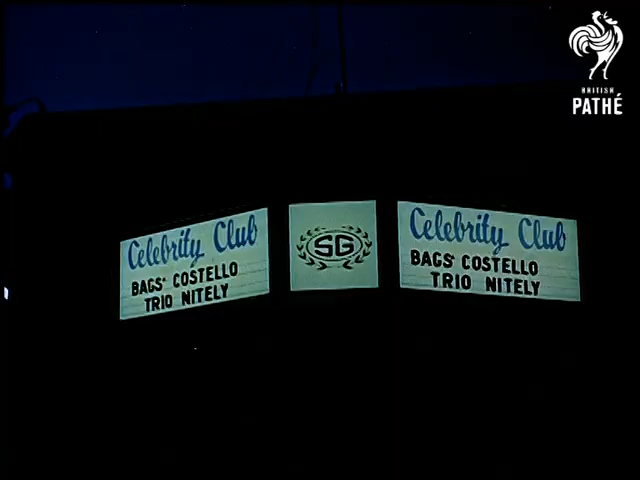 BRITISH
PATHÉ
Celebrity Club
BAGS' COSTELLO
TRIO NITELY
SG
Celebrity Club
BAGS' COSTELLO
TRIO NITELY